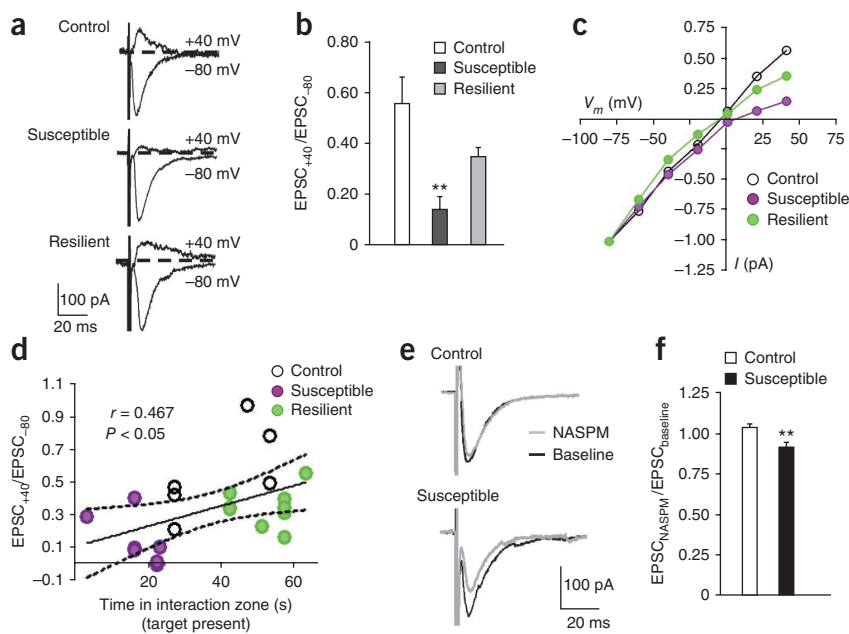 a
Control
+40 mV
–80 mV
Susceptible
+40 mV
–80 mV
Resilient
+40 mV
–80 mV
100 pA
20 ms
b
Control
Susceptible
Resilient
EPSC+40/EPSC–80
0.80
0.60
0.40
0.20
0
**
c
0.75
0.50
0.25
0
Vm (mV)
–100 –75 –50 –25 25 50
–0.25
–0.50
–0.75
–1.00
–1.25
I (pA)
Control
Susceptible
Resilient
d
Control
Susceptible
Resilient
r = 0.467
P < 0.05
EPSC+40/EPSC–80
1.1
0.9
0.7
0.5
0.3
0.1
–0.1
20 40 60
Time in interaction zone (s)
(target present)
e
Control
NASPM
Baseline
Susceptible
100 pA
20 ms
f
Control
Susceptible
EPSCNASPM/EPSCbaseline
1.25
1.00
0.75
0.50
0.25
0
**